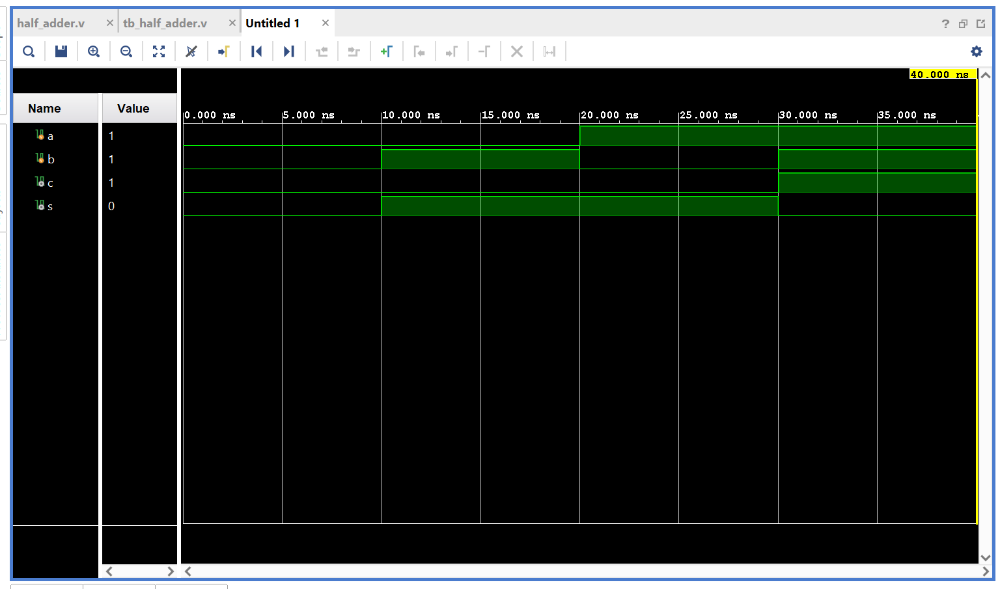 half_adder.v × tb_half_adder.v × Untitled 1 ×
?
40.000 ns
Name Value
0.000 ns 5.000 ns 10.000 ns 15.000 ns 20.000 ns 25.000 ns 30.000 ns 35.000 ns
a 1
b 1
c 1
s 0